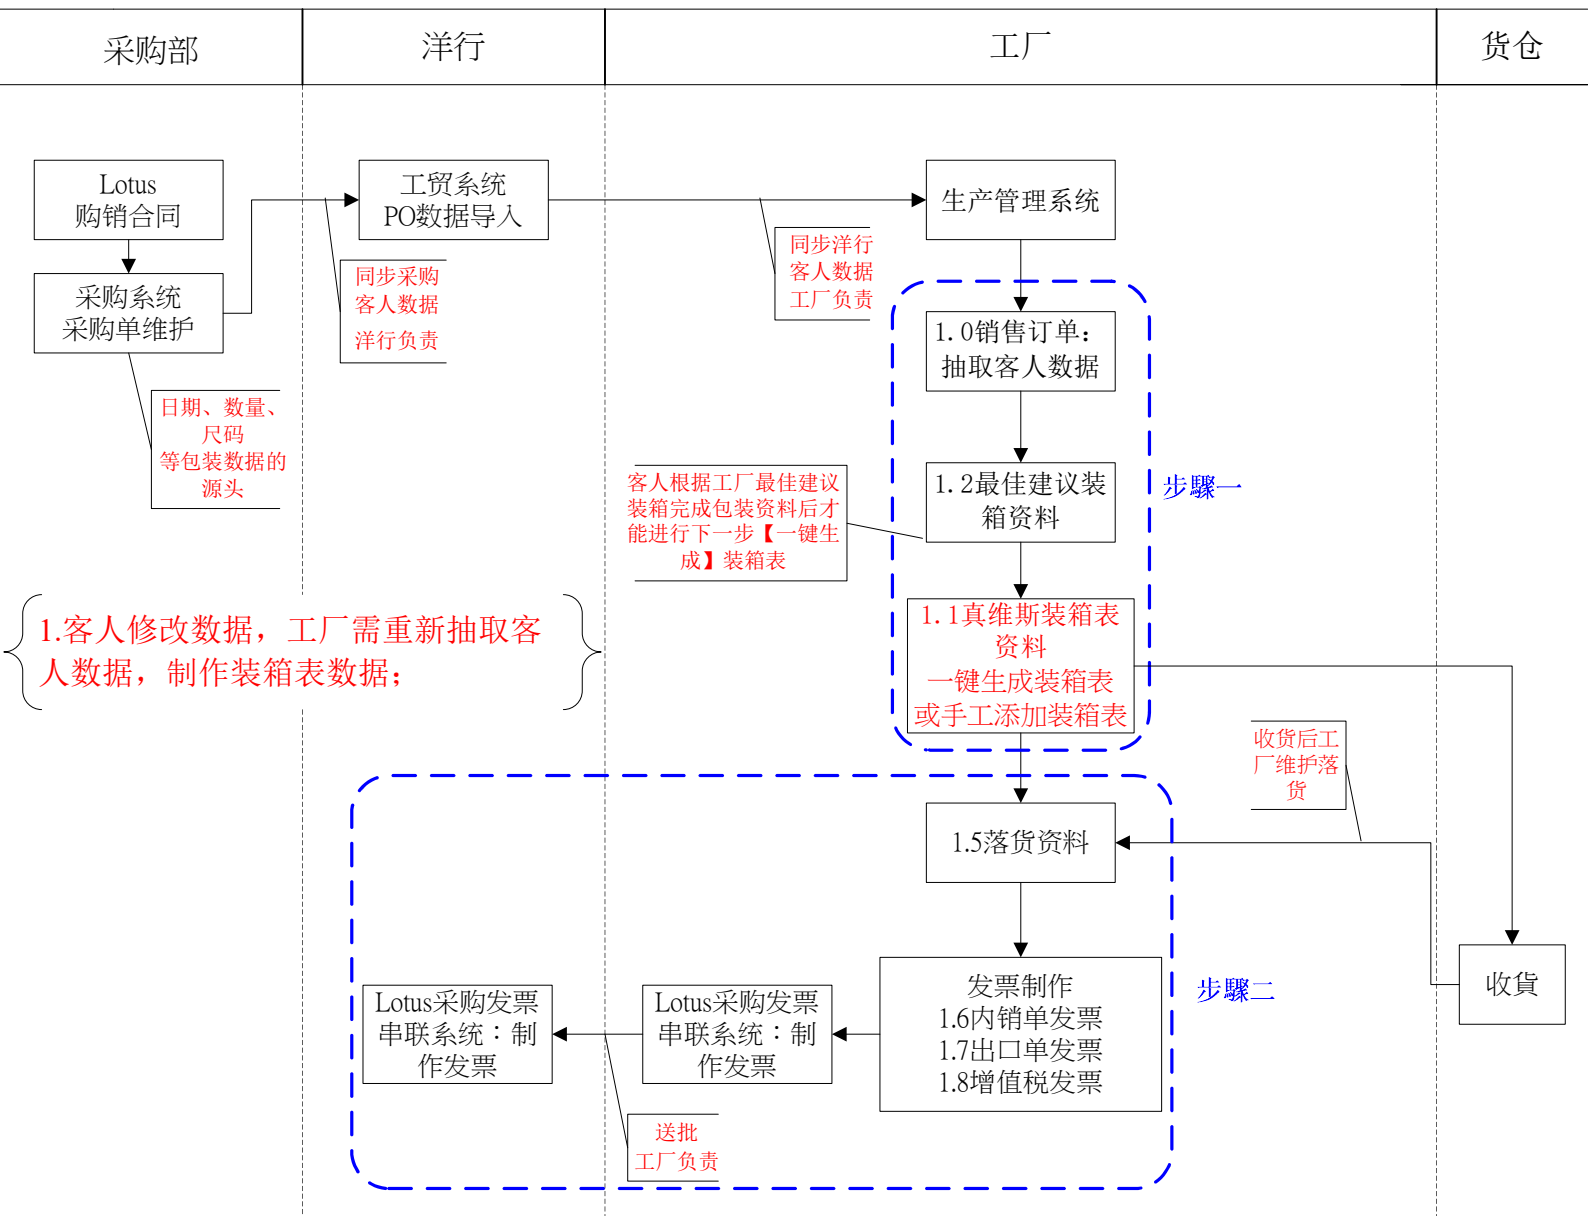 采购部
洋行
工厂
货仓
Lotus
购销合同
工贸系统
PO数据导入
生产管理系统
采购系统
采购单维护
同步采购
客人数据
洋行负责
同步洋行
客人数据
工厂负责
1.0销售订单：
抽取客人数据
日期、数量、
尺码
等包装数据的
源头
客人根据工厂最佳建议
装箱完成包装资料后才
能进行下一步【一键生
成】装箱表
1.2最佳建议装
箱资料
步驟一
1.客人修改数据，工厂需重新抽取客
人数据，制作装箱表数据；
1.1真维斯装箱表
资料
一键生成装箱表
或手工添加装箱表
收货后工
厂维护落
货
1.5落货资料
Lotus采购发票
串联系统：制
作发票
Lotus采购发票
串联系统：制
作发票
发票制作
1.6内销单发票
1.7出口单发票
1.8增值税发票
步驟二
收貨
送批
工厂负责